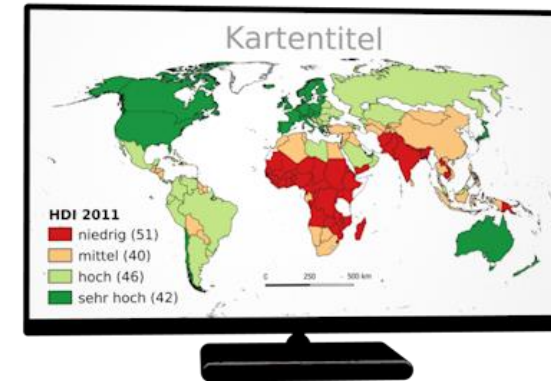 Kartentitel
HDI 2011
niedrig (51)
mittel (40)
hoch (46)
sehr hoch (42)
0 250 500 km